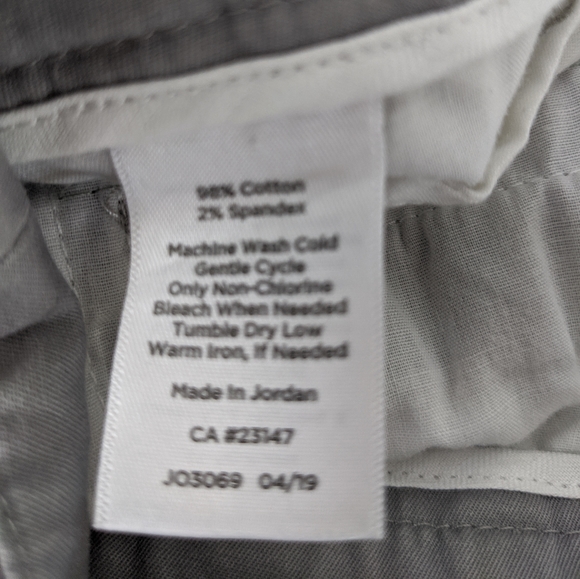 98% Cotton
2% Spandex
Machine Wash Cold
Gentle Cycle
Only Non-Chlorine
Bleach When Needed
Tumble Dry Low
Warm Iron, If Needed
Made In Jordan
CA #23147
JO3069 04/19